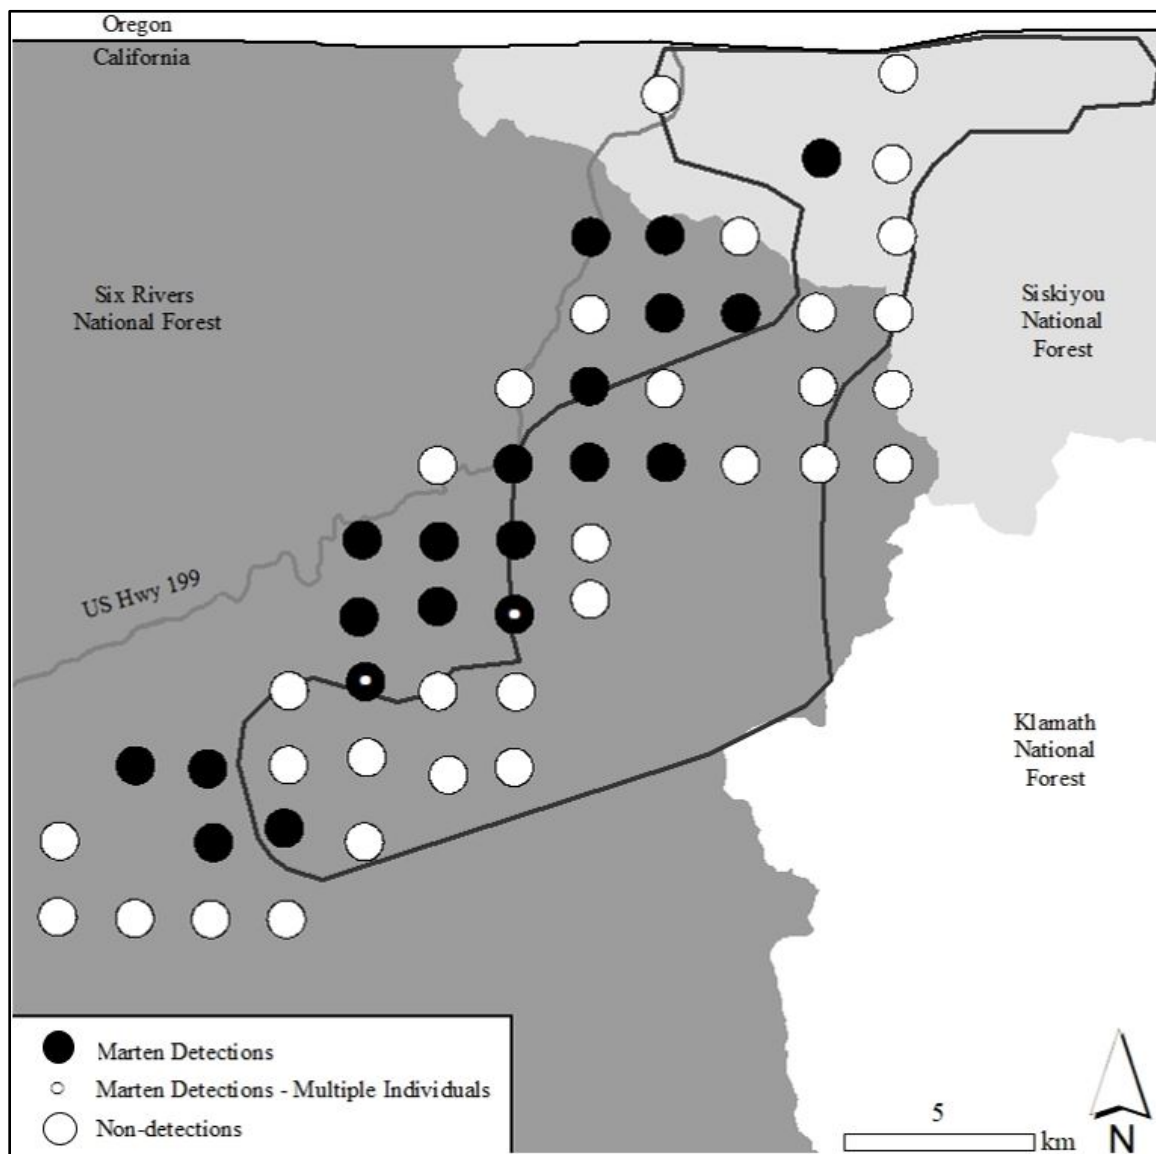 Oregon
California
Six Rivers
National Forest
Siskiyou
National
Forest
US Hwy 199
Klamath
National
Forest
Marten Detections
Marten Detections - Multiple Individuals
Non-detections
5
km
N